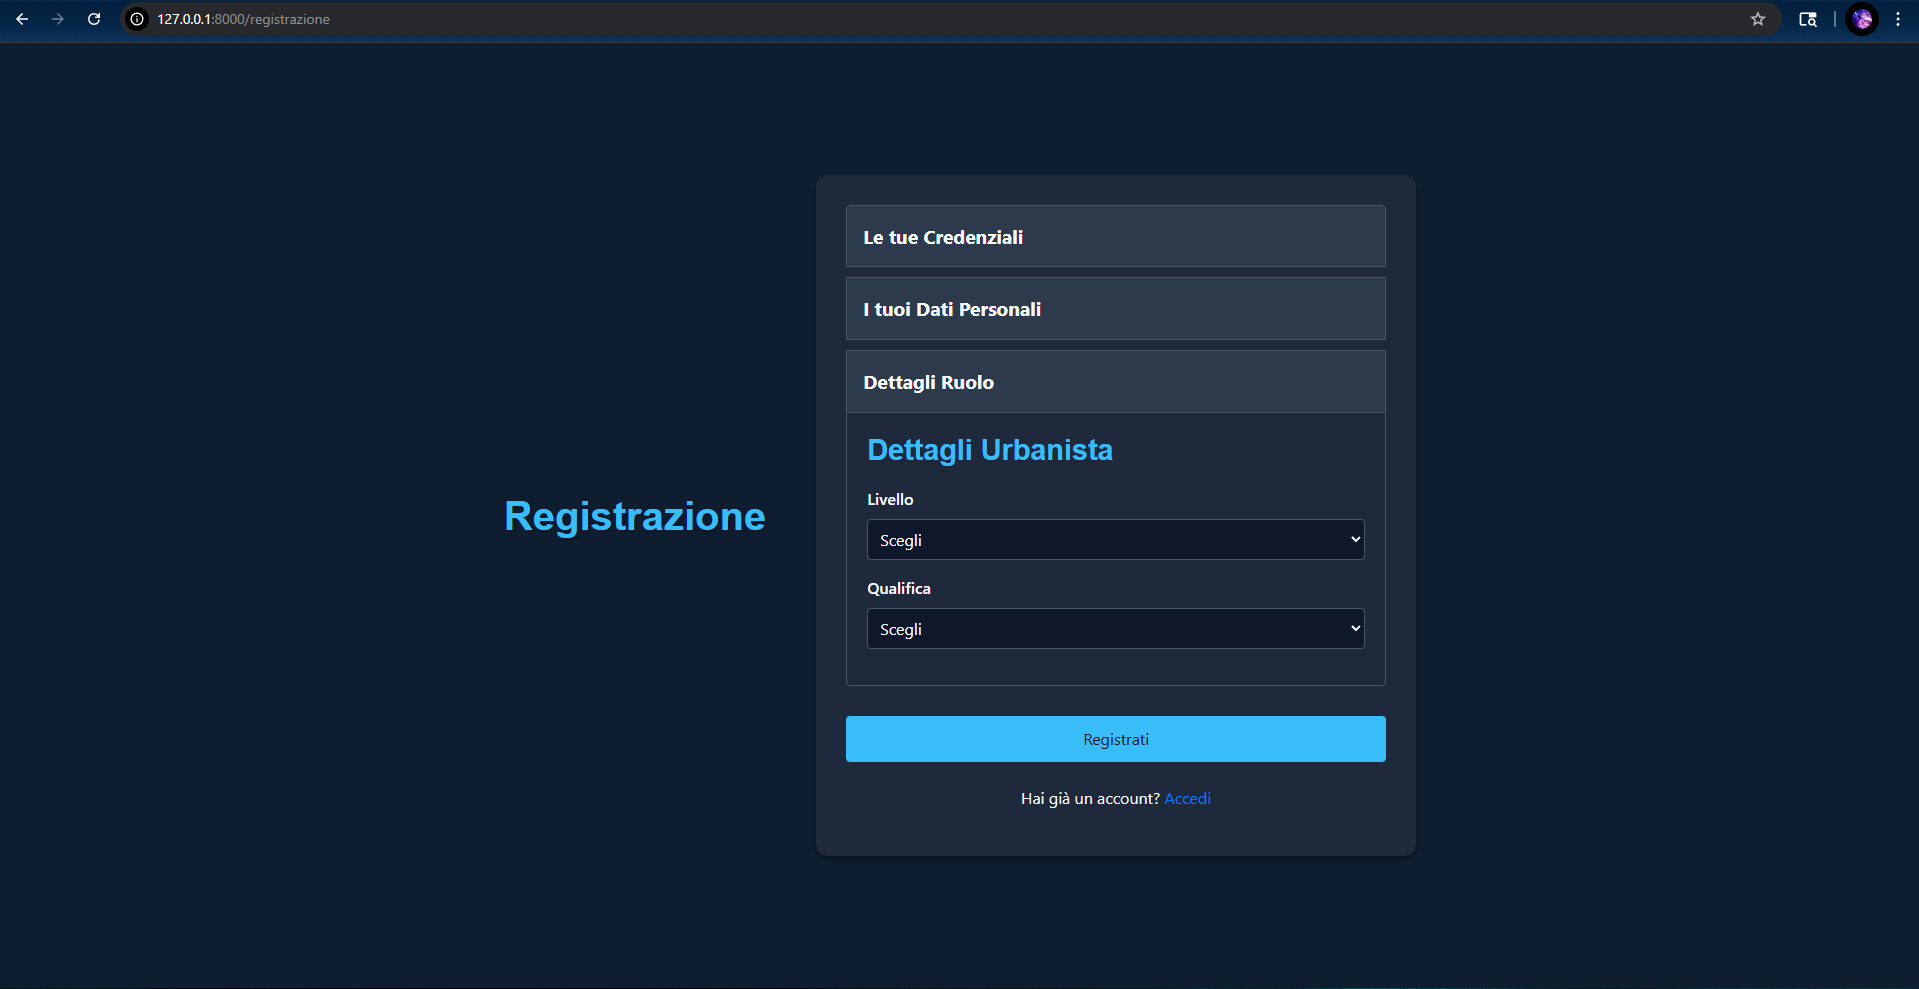 127.0.0.1:8000/registrazione
Registrazione
Le tue Credenziali
I tuoi Dati Personali
Dettagli Ruolo
Dettagli Urbanista
Livello
Scegli
Qualifica
Scegli
Registrati
Hai già un account? Accedi